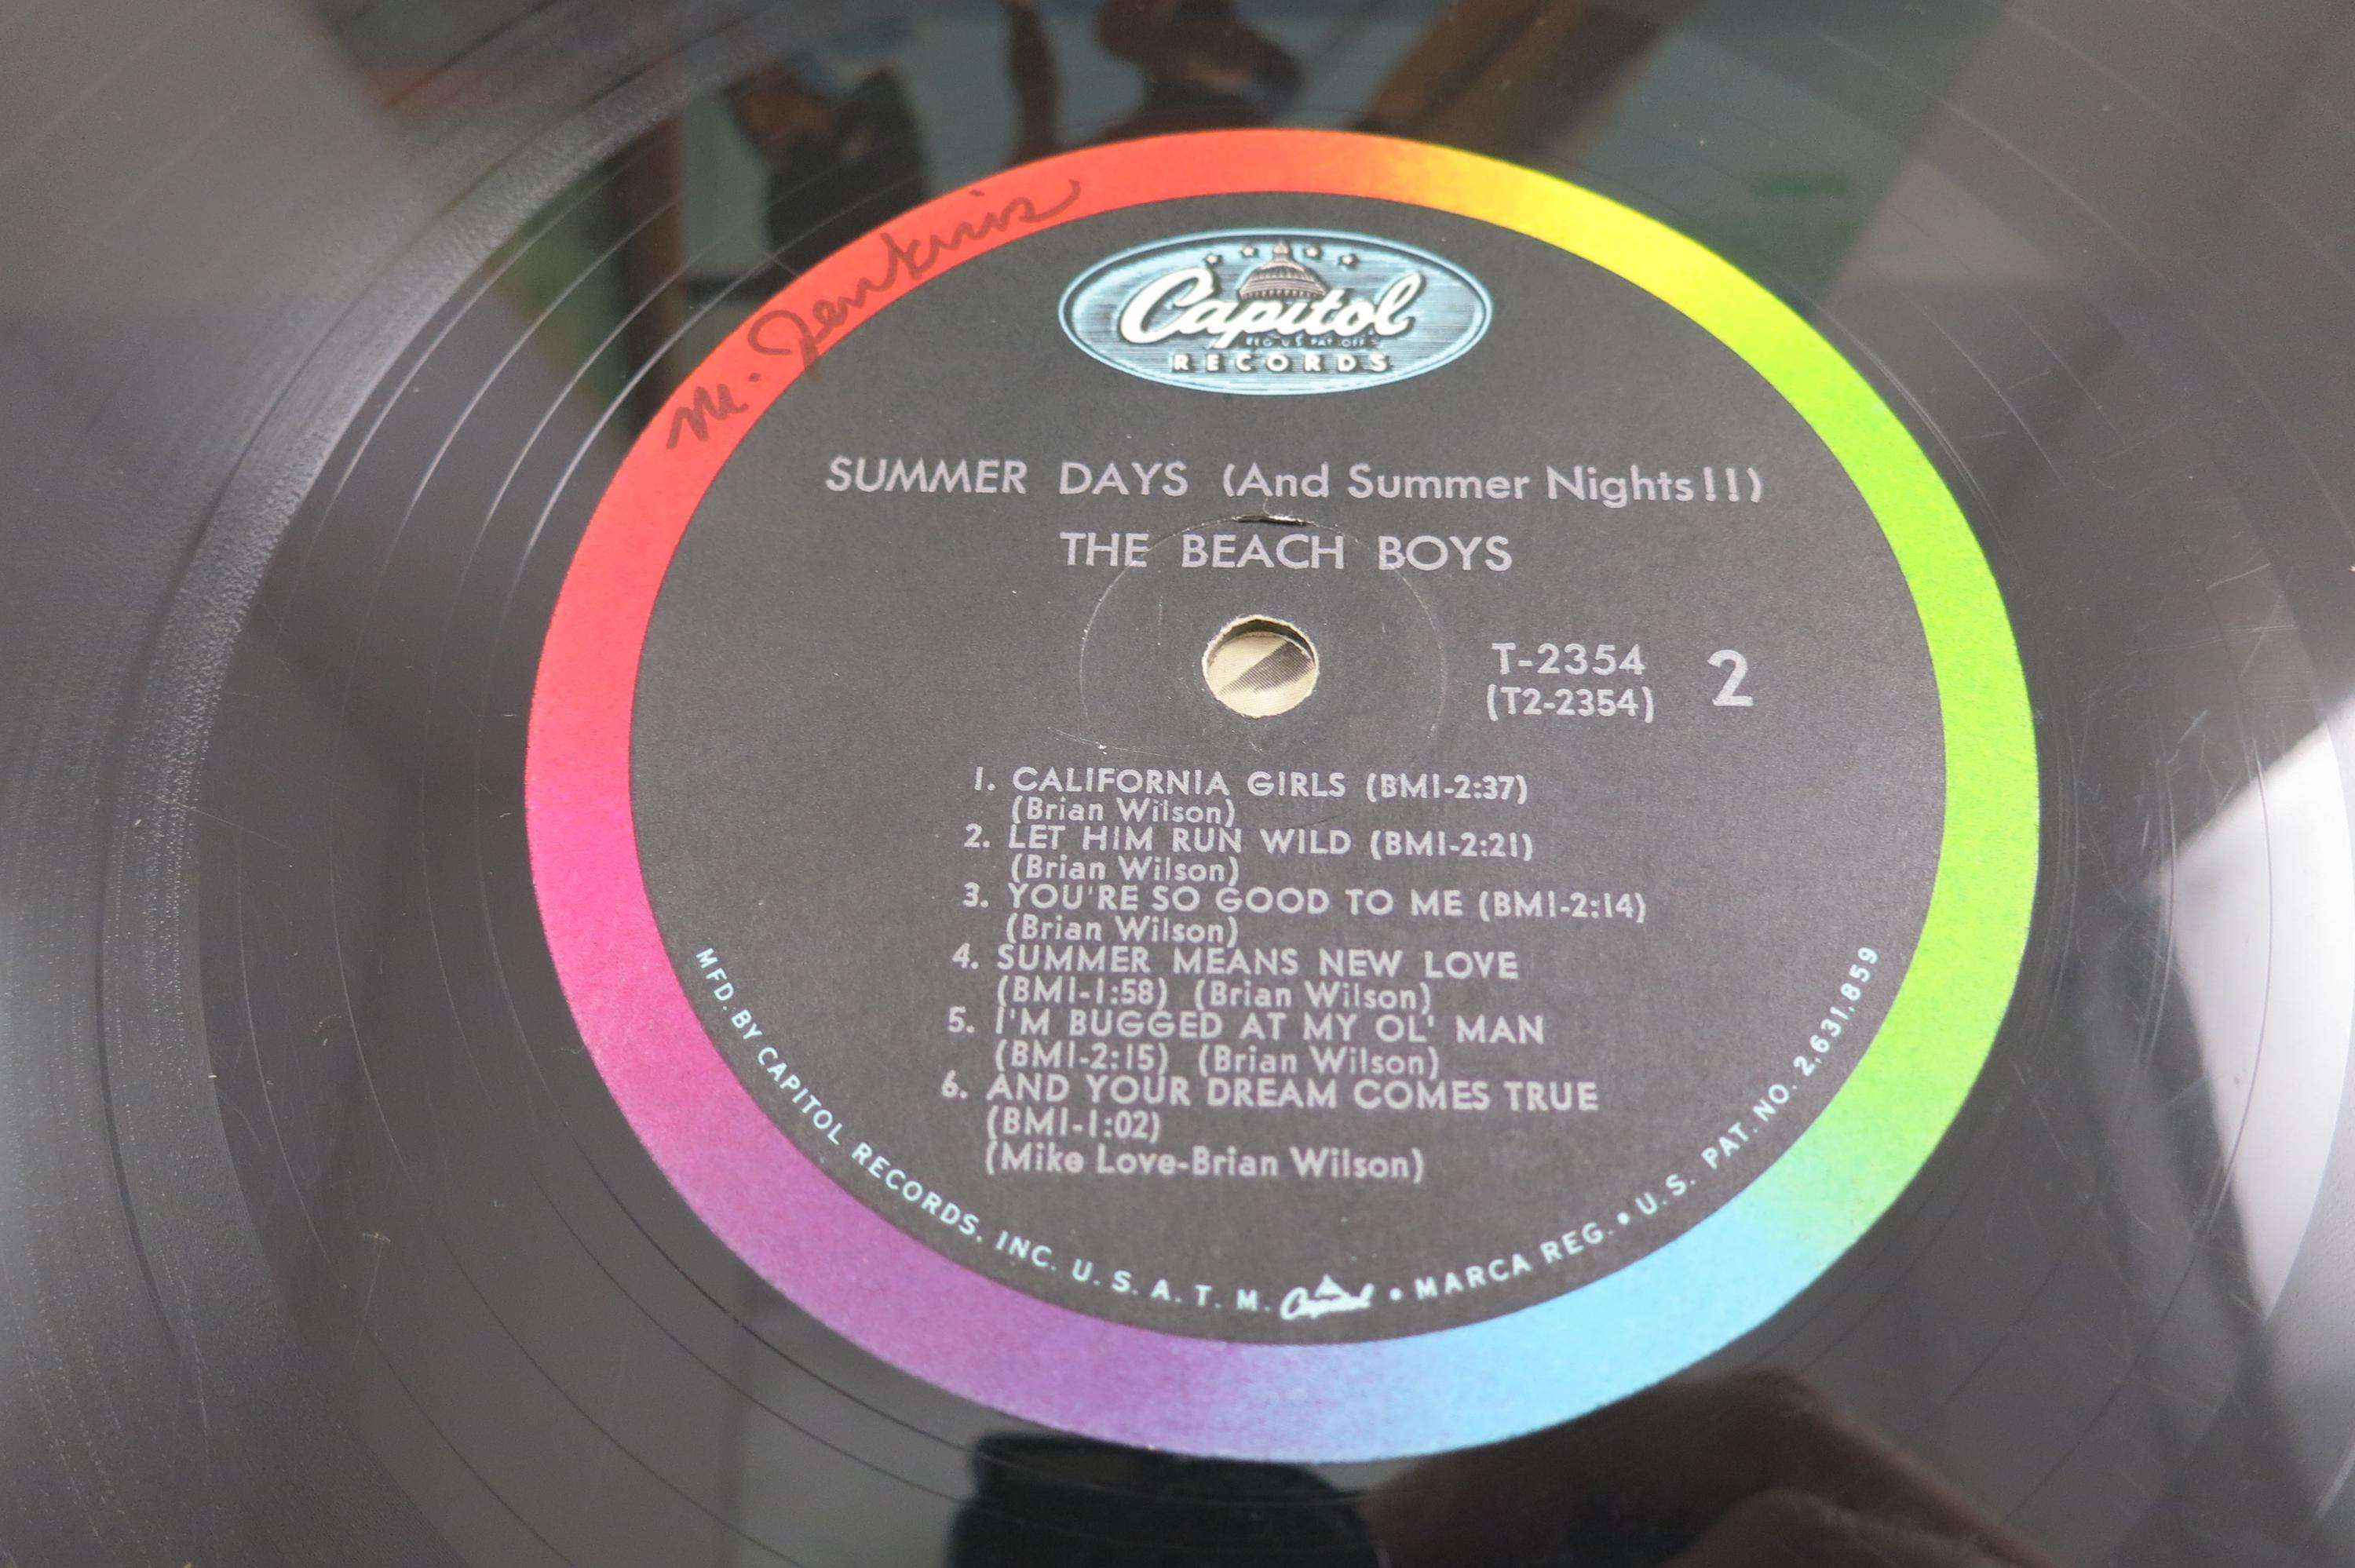 M. Jenkins
Capitol
REG. U.S. PAT. OFF.
RECORDS
SUMMER DAYS (And Summer Nights!!)
THE BEACH BOYS
T-2354
(T2-2354)
2
1. CALIFORNIA GIRLS (BMI-2:37)
(Brian Wilson)
2. LET HIM RUN WILD (BMI-2:21)
(Brian Wilson)
3. YOU'RE SO GOOD TO ME (BMI-2:14)
(Brian Wilson)
4. SUMMER MEANS NEW LOVE
(BMI-1:58) (Brian Wilson)
5. I'M BUGGED AT MY OL' MAN
(BMI-2:15) (Brian Wilson)
6. AND YOUR DREAM COMES TRUE
(BMI-1:02)
(Mike Love-Brian Wilson)
MFD. BY CAPITOL RECORDS, INC. U. S. A. T. M. Capitol • MARCA REG. • U.S. PAT. NO. 2,631,859